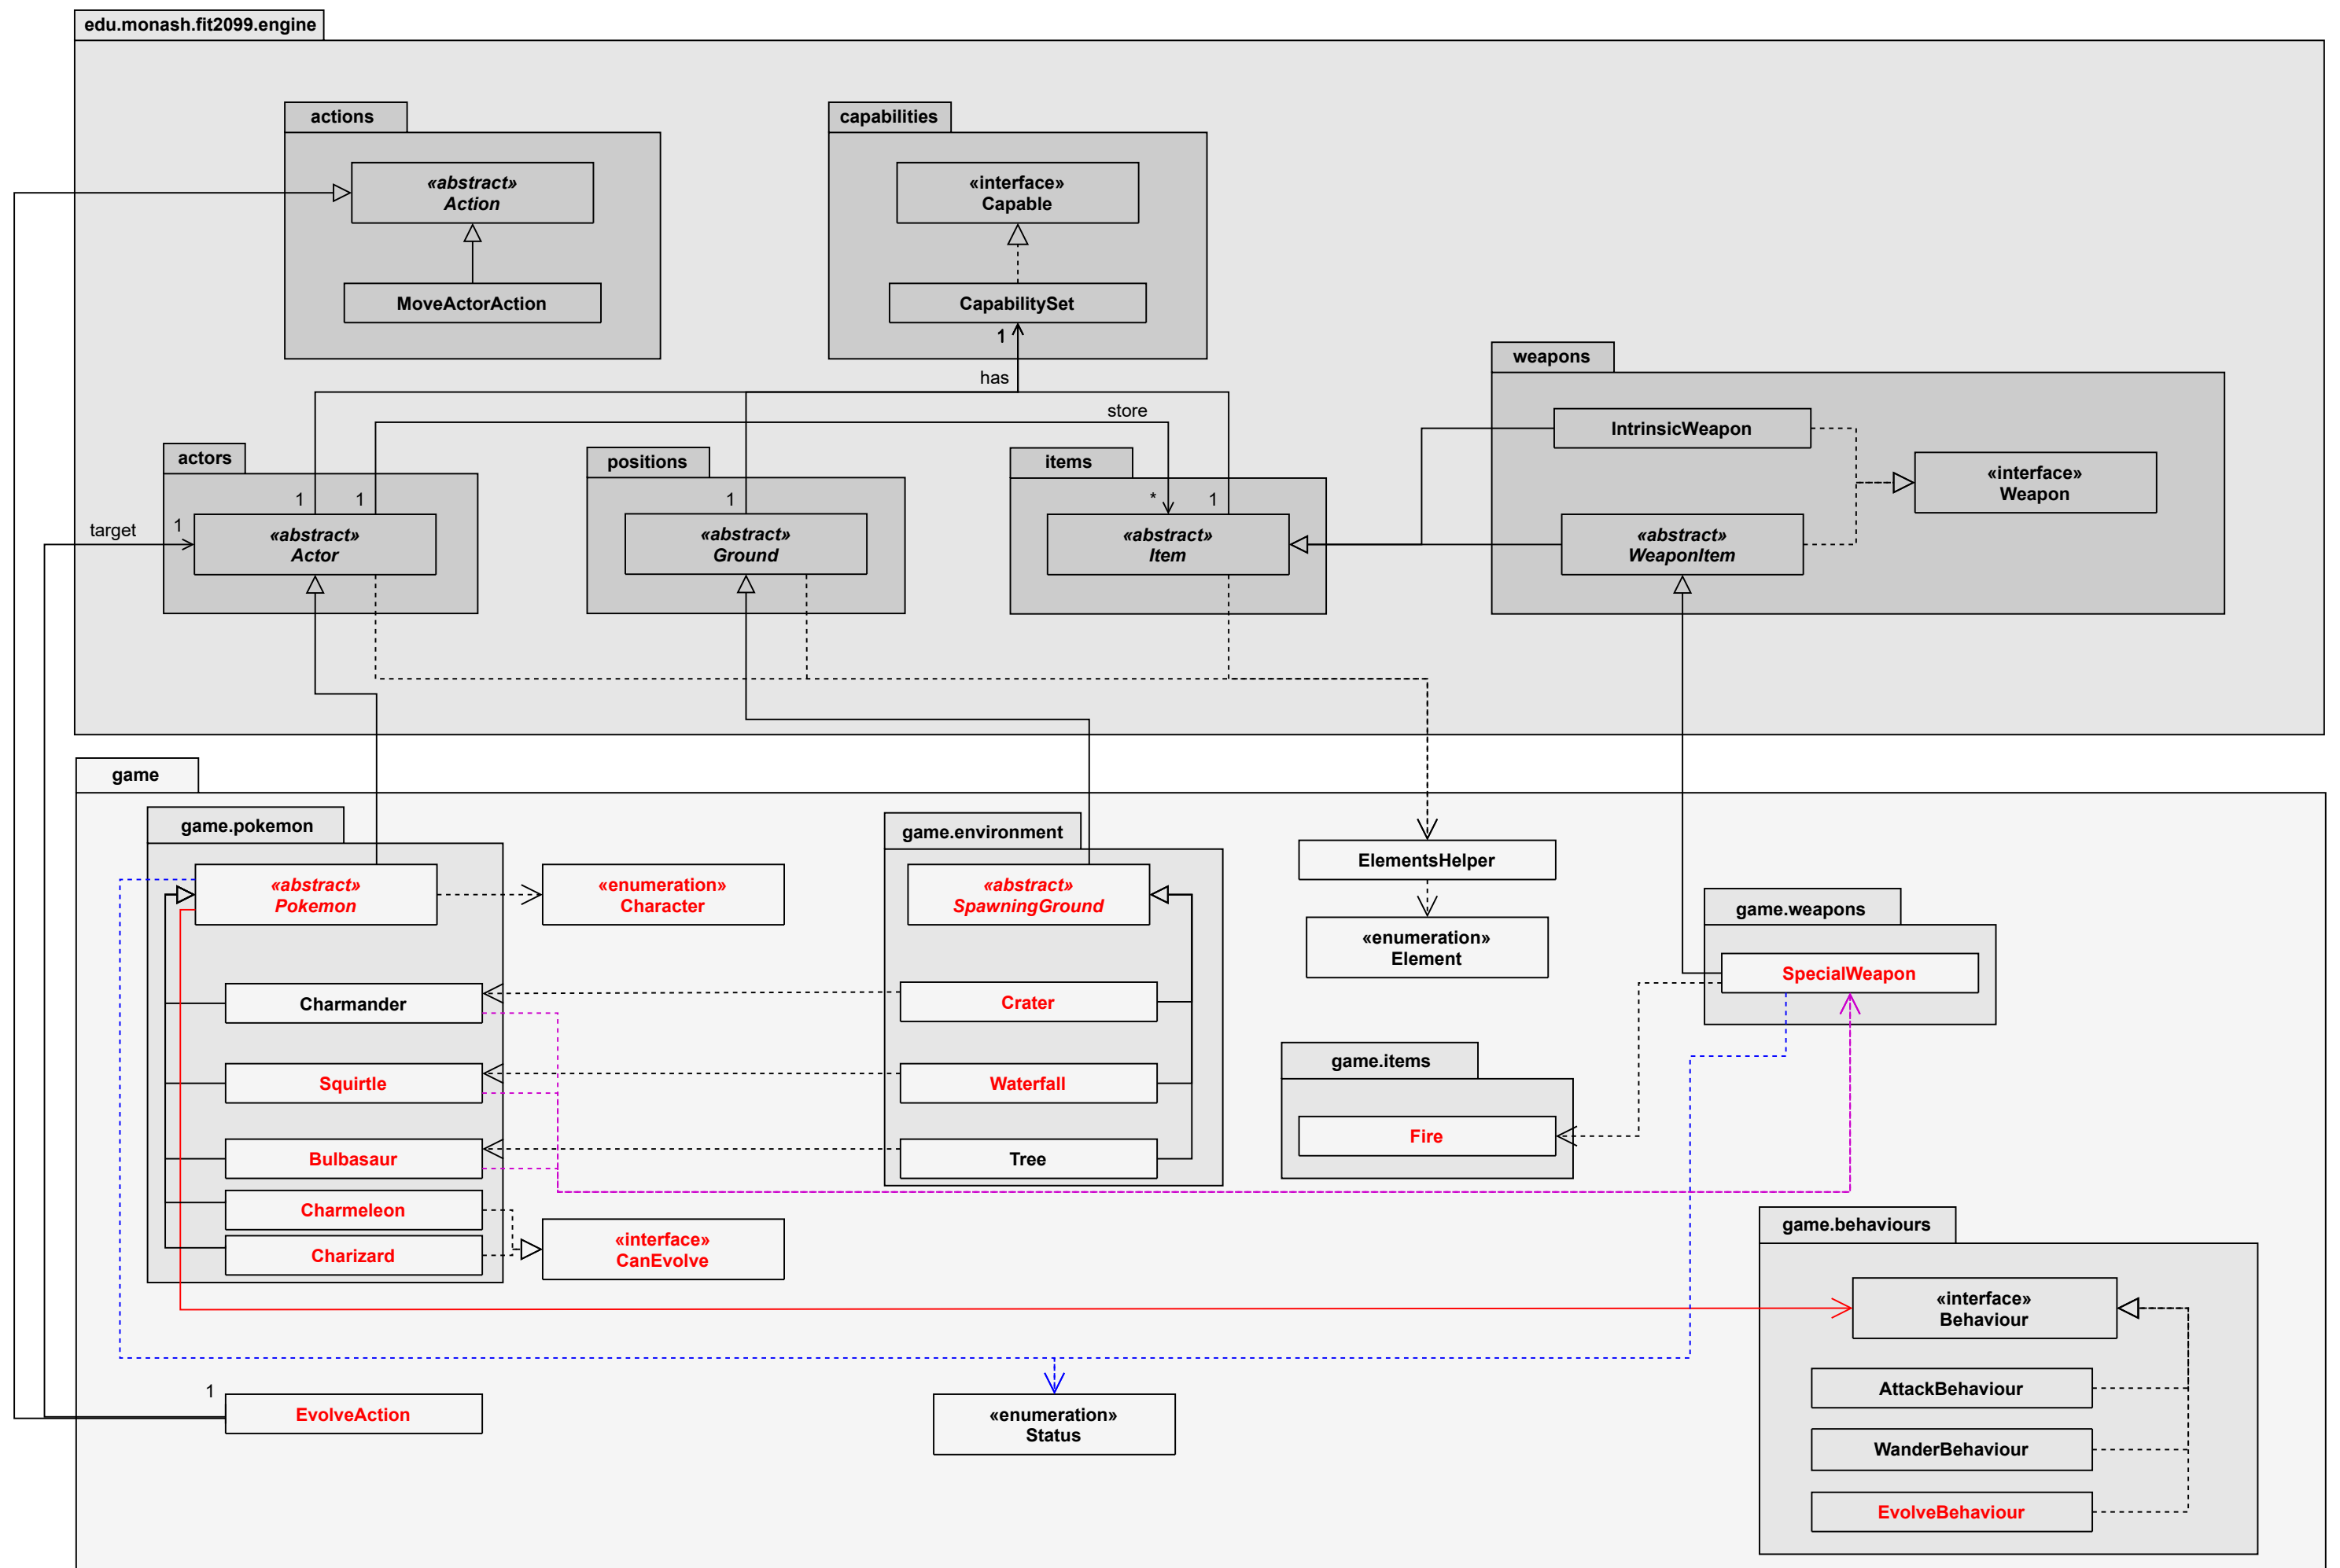 edu.monash.fit2099.engine
actions
«abstract»
Action
MoveActorAction
capabilities
«interface»
Capable
CapabilitySet
1
has
store
weapons
IntrinsicWeapon
«interface»
Weapon
«abstract»
WeaponItem
actors
1
1
target
1
«abstract»
Actor
positions
1
«abstract»
Ground
items
*
1
«abstract»
Item
game
game.pokemon
«abstract»
Pokemon
«enumeration»
Character
Charmander
Squirtle
Bulbasaur
Charmeleon
Charizard
«interface»
CanEvolve
game.environment
«abstract»
SpawningGround
Crater
Waterfall
Tree
ElementsHelper
«enumeration»
Element
game.weapons
SpecialWeapon
game.items
Fire
game.behaviours
«interface»
Behaviour
AttackBehaviour
WanderBehaviour
EvolveBehaviour
1
EvolveAction
«enumeration»
Status